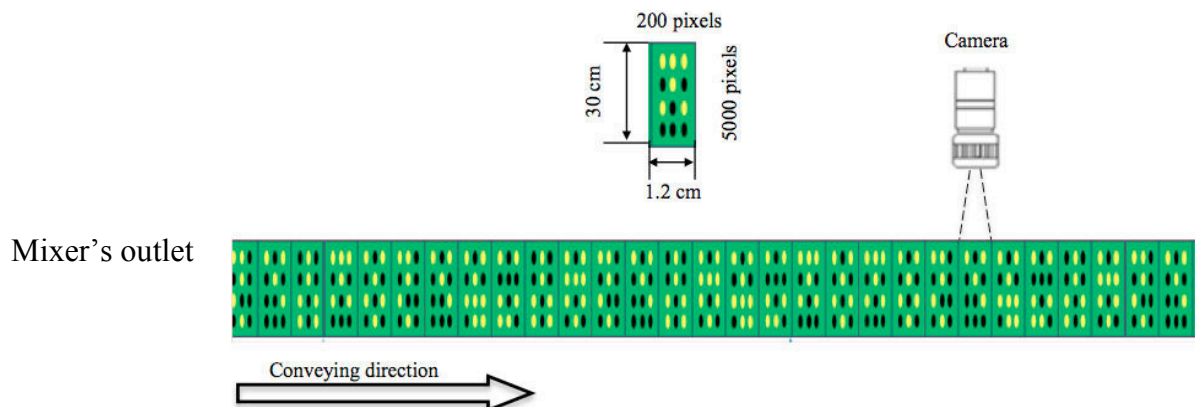 200 pixels
Camera
30 cm
5000 pixels
1.2 cm
Mixer’s outlet
Conveying direction